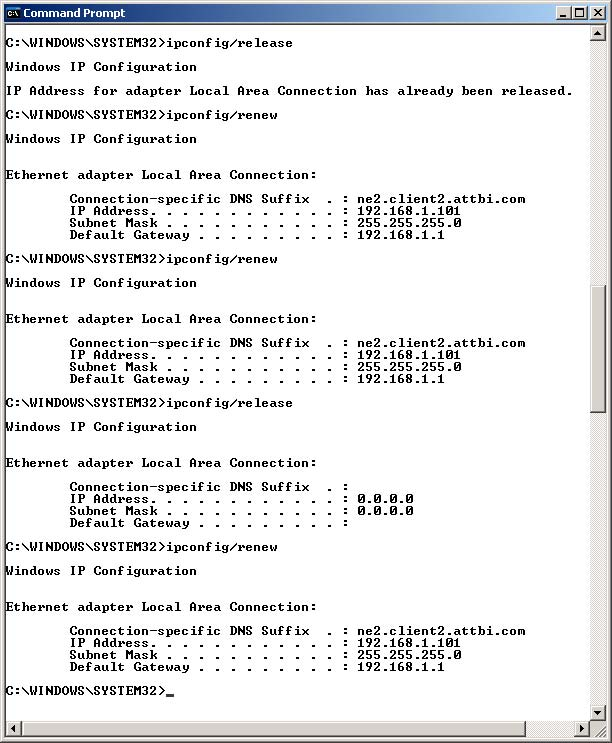 Command Prompt
C:\WINDOWS\SYSTEM32>ipconfig/release
Windows IP Configuration
IP Address for adapter Local Area Connection has already been released.
C:\WINDOWS\SYSTEM32>ipconfig/renew
Windows IP Configuration
Ethernet adapter Local Area Connection:
Connection-specific DNS Suffix  . : ne2.client2.attbi.com
IP Address. . . . . . . . . . . . : 192.168.1.101
Subnet Mask . . . . . . . . . . . : 255.255.255.0
Default Gateway . . . . . . . . . : 192.168.1.1
C:\WINDOWS\SYSTEM32>ipconfig/renew
Windows IP Configuration
Ethernet adapter Local Area Connection:
Connection-specific DNS Suffix  . : ne2.client2.attbi.com
IP Address. . . . . . . . . . . . : 192.168.1.101
Subnet Mask . . . . . . . . . . . : 255.255.255.0
Default Gateway . . . . . . . . . : 192.168.1.1
C:\WINDOWS\SYSTEM32>ipconfig/release
Windows IP Configuration
Ethernet adapter Local Area Connection:
Connection-specific DNS Suffix  . :
IP Address. . . . . . . . . . . . : 0.0.0.0
Subnet Mask . . . . . . . . . . . : 0.0.0.0
Default Gateway . . . . . . . . . :
C:\WINDOWS\SYSTEM32>ipconfig/renew
Windows IP Configuration
Ethernet adapter Local Area Connection:
Connection-specific DNS Suffix  . : ne2.client2.attbi.com
IP Address. . . . . . . . . . . . : 192.168.1.101
Subnet Mask . . . . . . . . . . . : 255.255.255.0
Default Gateway . . . . . . . . . : 192.168.1.1
C:\WINDOWS\SYSTEM32>_